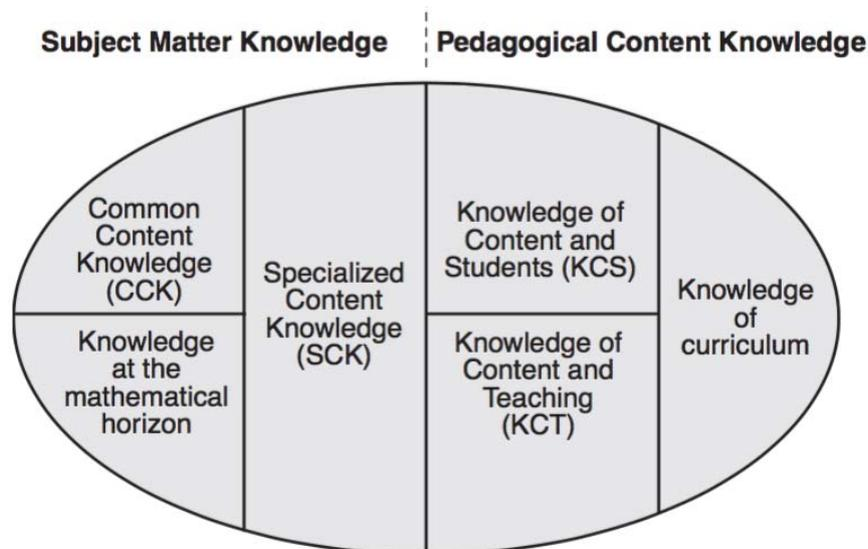 Subject Matter Knowledge
Pedagogical Content Knowledge
Common
Content
Knowledge
(CCK)
Knowledge
at the
mathematical
horizon
Specialized
Content
Knowledge
(SCK)
Knowledge of
Content and
Students (KCS)
Knowledge of
Content and
Teaching
(KCT)
Knowledge
of
curriculum